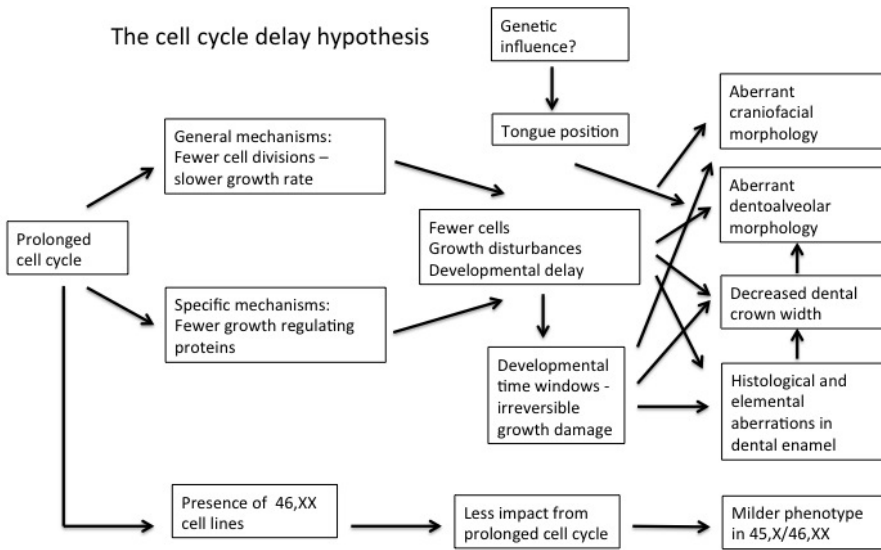 The cell cycle delay hypothesis
Genetic
influence?
Tongue position
General mechanisms:
Fewer cell divisions –
slower growth rate
Prolonged
cell cycle
Specific mechanisms:
Fewer growth regulating
proteins
Fewer cells
Growth disturbances
Developmental delay
Developmental
time windows -
irreversible
growth damage
Aberrant
craniofacial
morphology
Aberrant
dentoalveolar
morphology
Decreased dental
crown width
Histological and
elemental
aberrations in
dental enamel
Presence of 46,XX
cell lines
Less impact from
prolonged cell cycle
Milder phenotype
in 45,X/46,XX